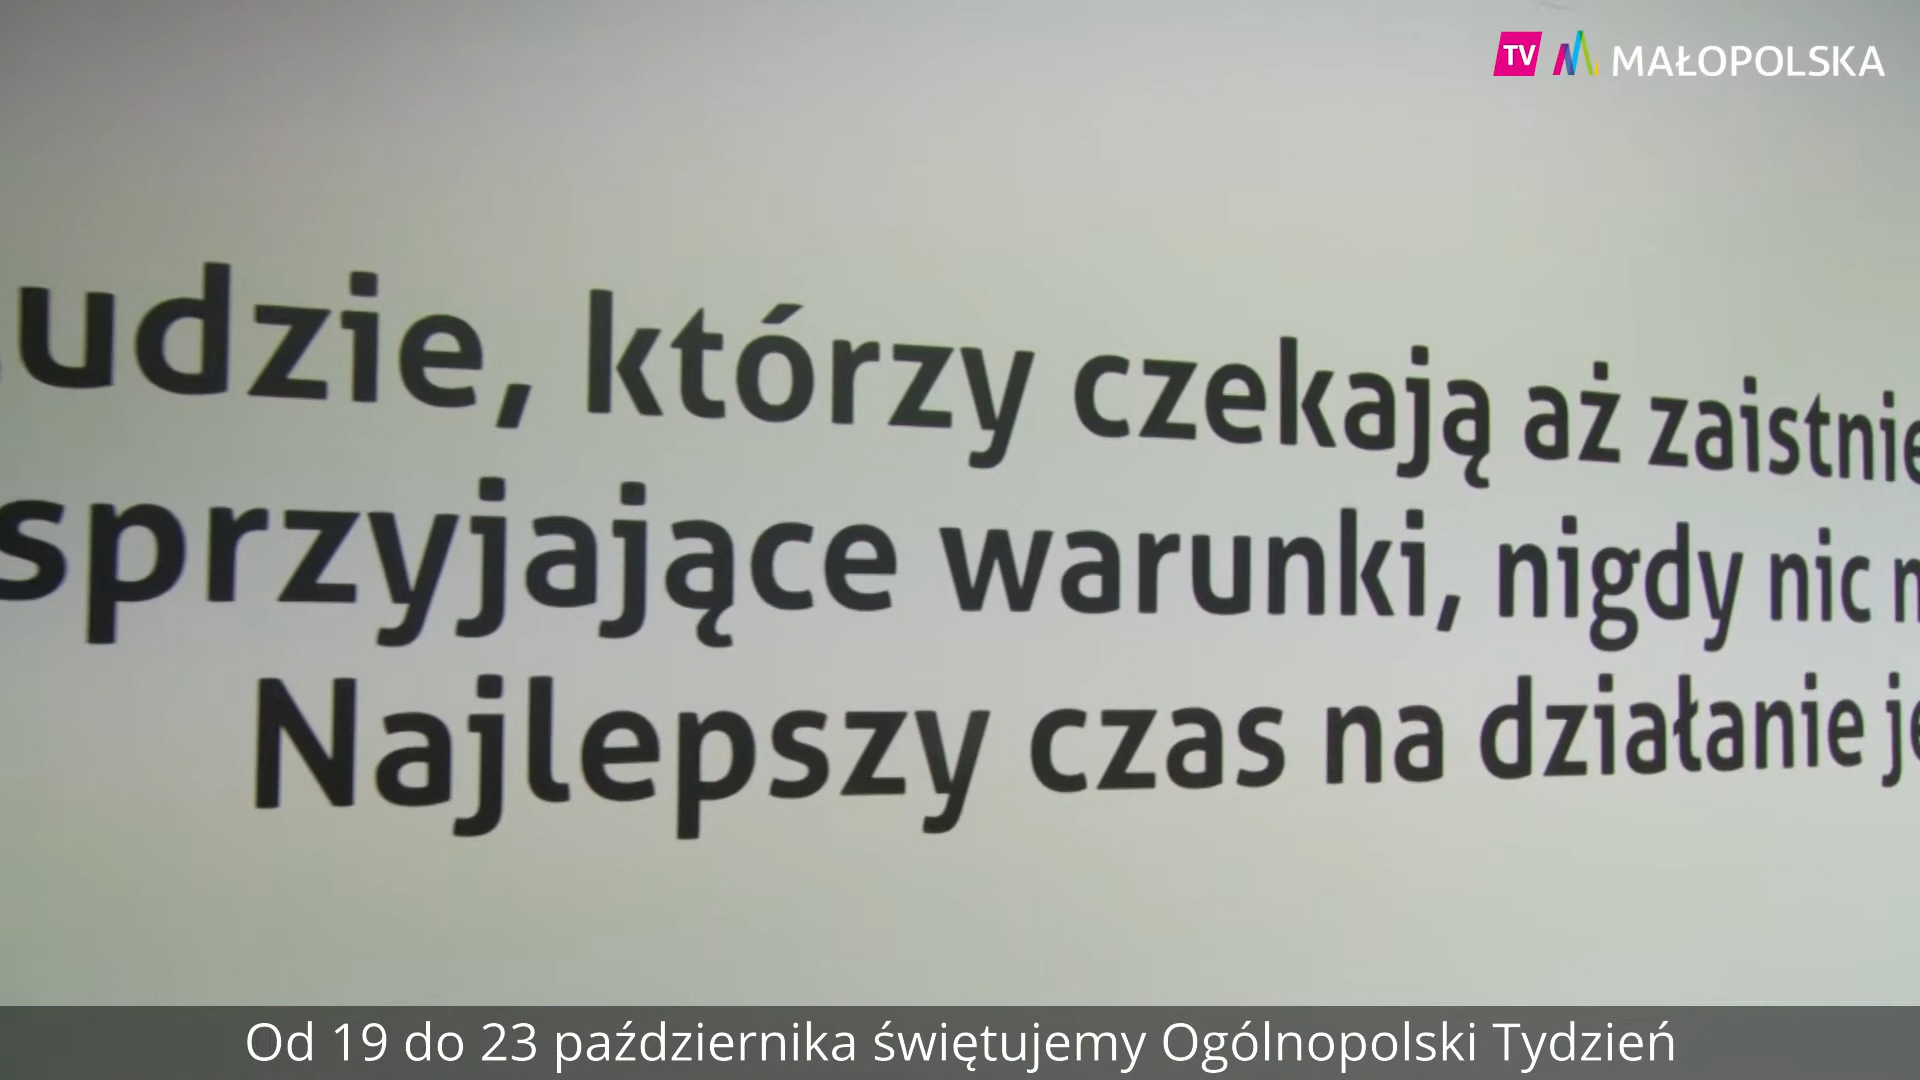 TV MAŁOPOLSKA
udzie, którzy czekają aż zaistnie
sprzyjające warunki, nigdy nic
Najlepszy czas na działanie je
Od 19 do 23 października świętujemy Ogólnopolski Tydzień